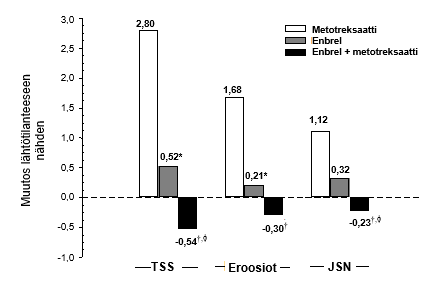 Muutos lähtötilanteeseen
nähden
3,0
2,5
2,0
1,5
1,0
0,5
0,0
-0,5
-1,0
Metotreksaatti
Enbrel
Enbrel + metotreksaatti
2,80
0,52*
-0,54†,ϕ
1,68
0,21*
-0,30†
1,12
0,32
-0,23†,ϕ
TSS
Eroosiot
JSN